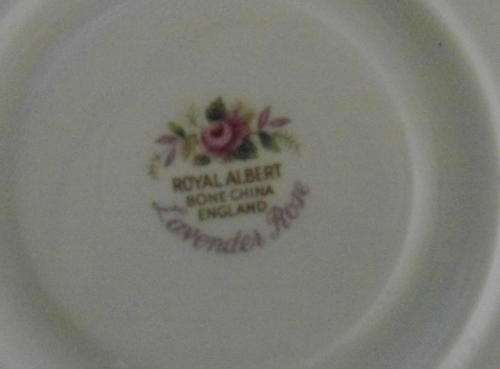 ROYAL ALBERT
BONE CHINA
ENGLAND
Lavender Rose